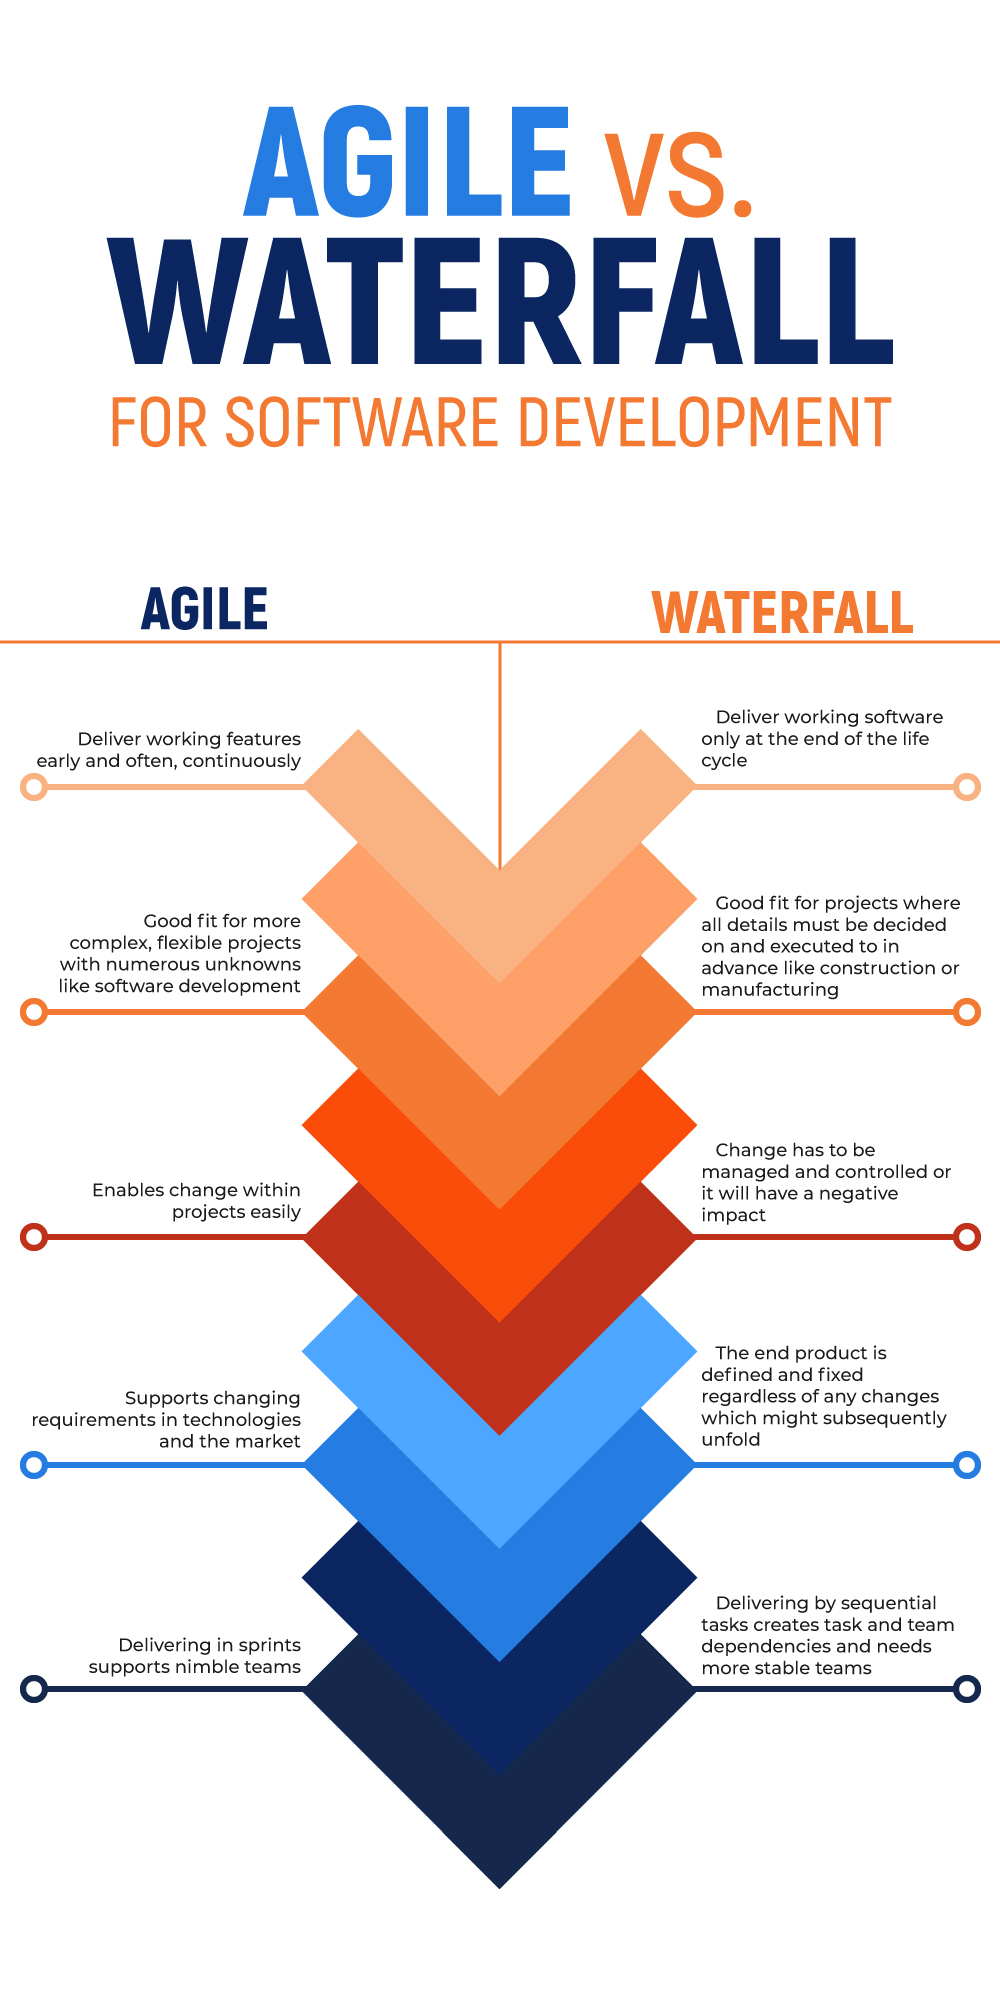 AGILE VS.
WATERFALL
FOR SOFTWARE DEVELOPMENT
AGILE
WATERFALL
Deliver working features
early and often, continuously
Deliver working software
only at the end of the life
cycle
Good fit for more
complex, flexible projects
with numerous unknowns
like software development
Good fit for projects where
all details must be decided
on and executed to in
advance like construction or
manufacturing
Enables change within
projects easily
Change has to be
managed and controlled or
it will have a negative
impact
Supports changing
requirements in technologies
and the market
The end product is
defined and fixed
regardless of any changes
which might subsequently
unfold
Delivering in sprints
supports nimble teams
Delivering by sequential
tasks creates task and team
dependencies and needs
more stable teams